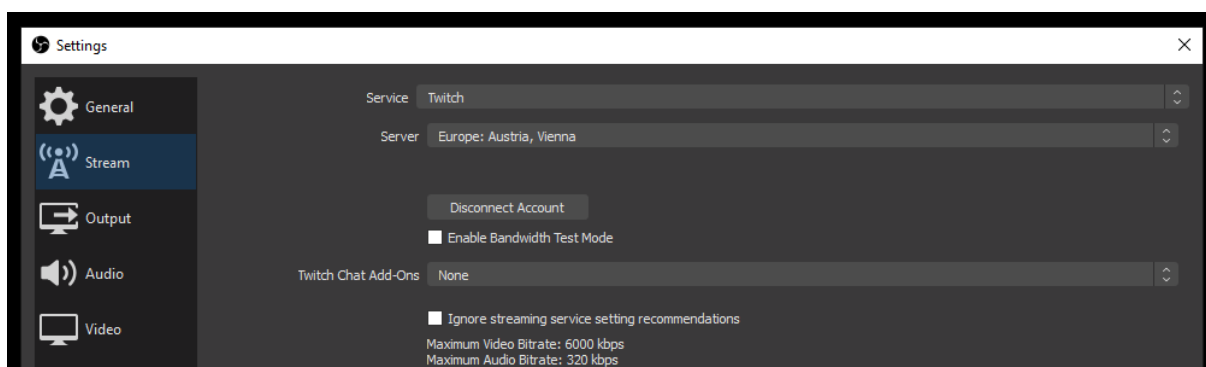 Settings
General
Stream
Output
Audio
Video
Service Twitch
Server Europe: Austria, Vienna
Disconnect Account
Enable Bandwidth Test Mode
Twitch Chat Add-Ons None
Ignore streaming service setting recommendations
Maximum Video Bitrate: 6000 kbps
Maximum Audio Bitrate: 320 kbps